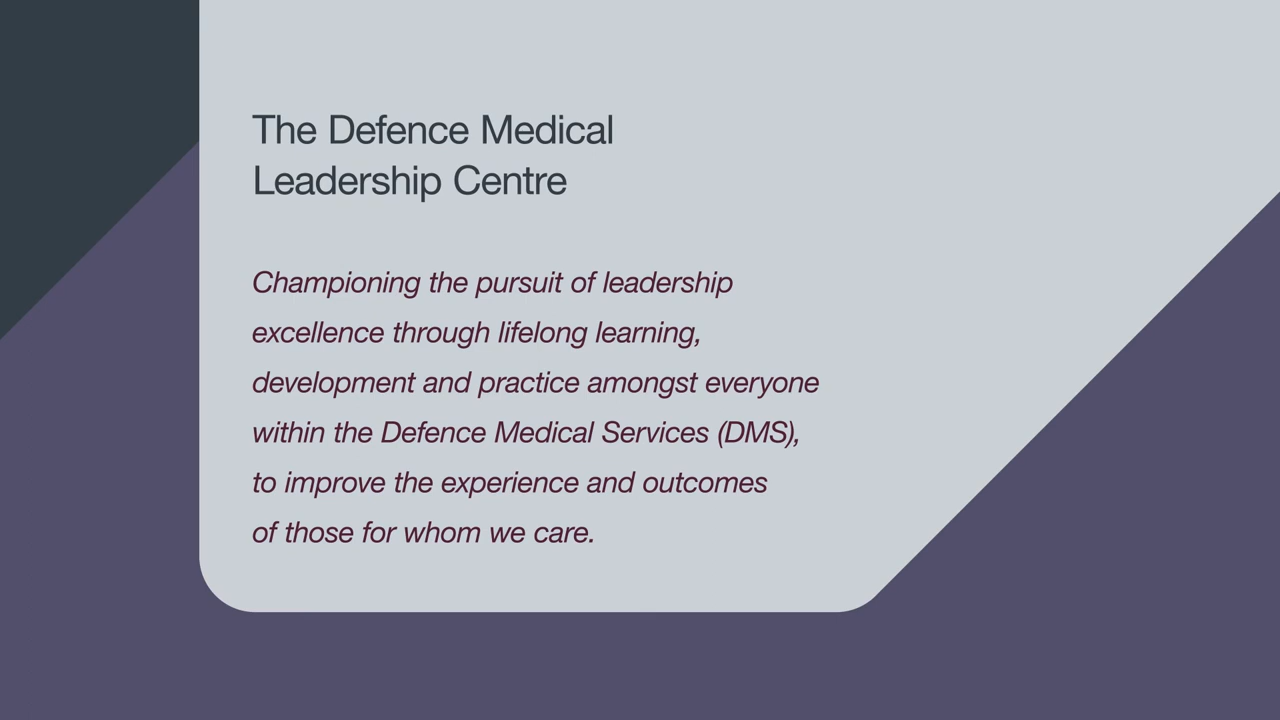 The Defence Medical
Leadership Centre
Championing the pursuit of leadership
excellence through lifelong learning,
development and practice amongst everyone
within the Defence Medical Services (DMS),
to improve the experience and outcomes
of those for whom we care.